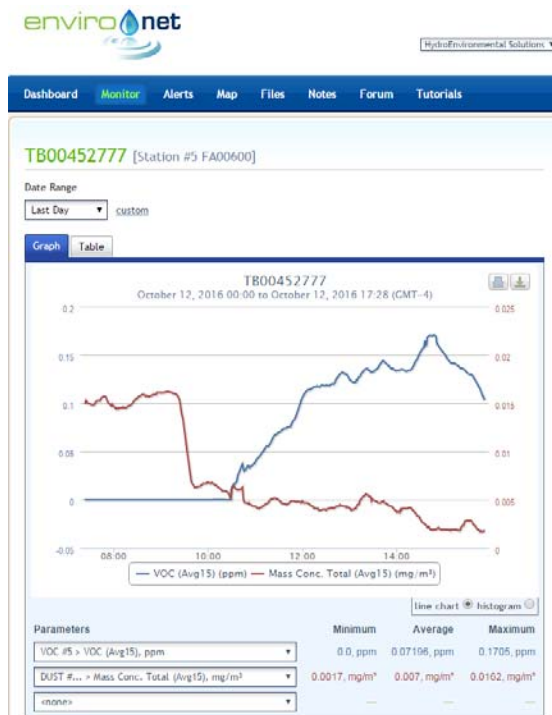 enviro net
HydroEnvironmental Solutions
Dashboard Monitor Alerts Map Files Notes Forum Tutorials
TB00452777 [Station #5 FA00600]
Date Range
Last Day custom
Graph Table
TB00452777
October 12, 2016 00:00 to October 12, 2016 17:28 (GMT-4)
0.2 0.025
0.15 0.02
0.1 0.015
0.05 0.01
0 0.005
-0.05 0
08:00 10:00 12:00 14:00
VOC (Avg15) (ppm) Mass Conc. Total (Avg15) (mg/m³)
line chart histogram
Parameters Minimum Average Maximum
VOC #5 > VOC (Avg15), ppm 0.0, ppm 0.07196, ppm 0.1705, ppm
DUST #... > Mass Conc. Total (Avg15), mg/m³ 0.0017, mg/m³ 0.007, mg/m³ 0.0162, mg/m³
<none> — — —